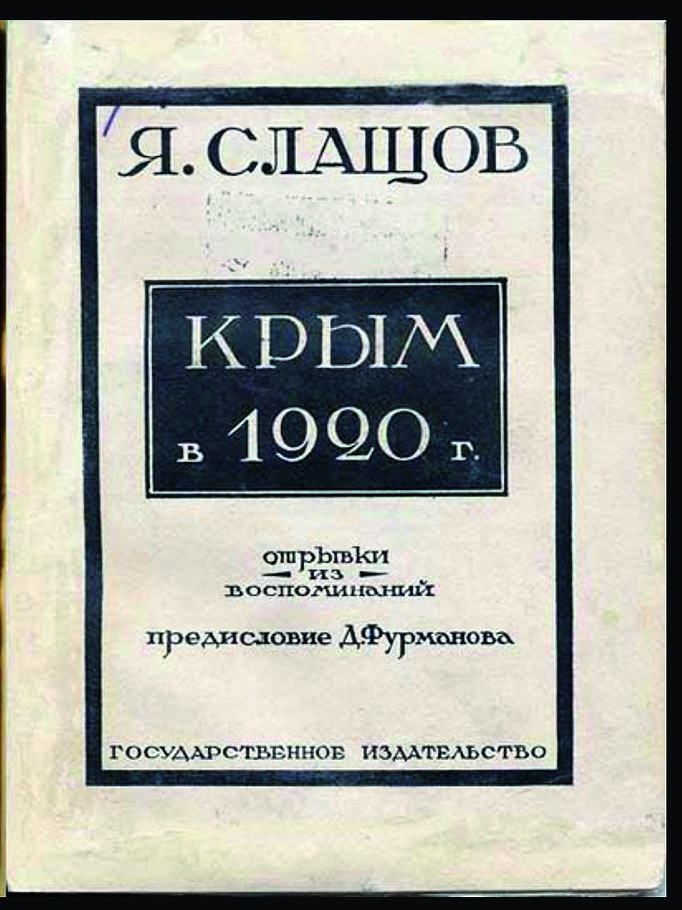 Я. СЛАЩОВ
КРЫМ
в 1920 г.
отрывки
из
воспоминаний
предисловие Д. Фурманова
ГОСУДАРСТВЕННОЕ ИЗДАТЕЛЬСТВО